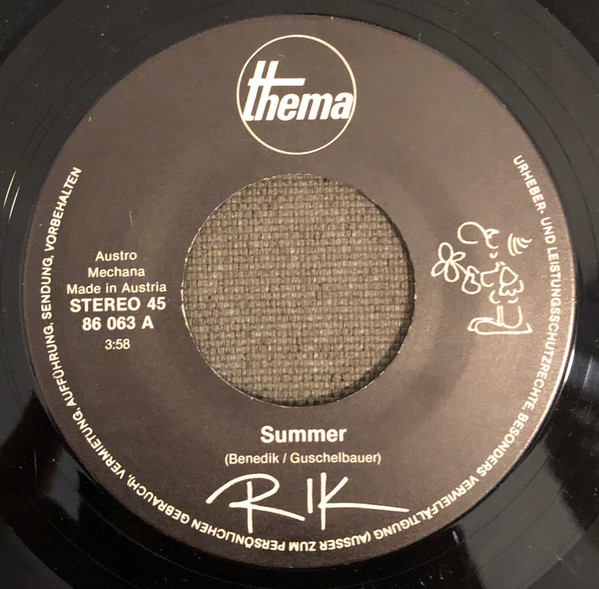 thema
Austro
Mechana
Made in Austria
STEREO 45
86 063 A
3:58
Summer
(Benedik / Guschelbauer)
RIK
URHEBER- UND LEISTUNGSSCHUTZRECHTE, BESONDERS VERVIELFÄLTIGUNG (AUSSER ZUM PERSÖNLICHEN GEBRAUCH), VERMIETUNG, AUFFÜHRUNG, SENDUNG, VORBEHALTEN